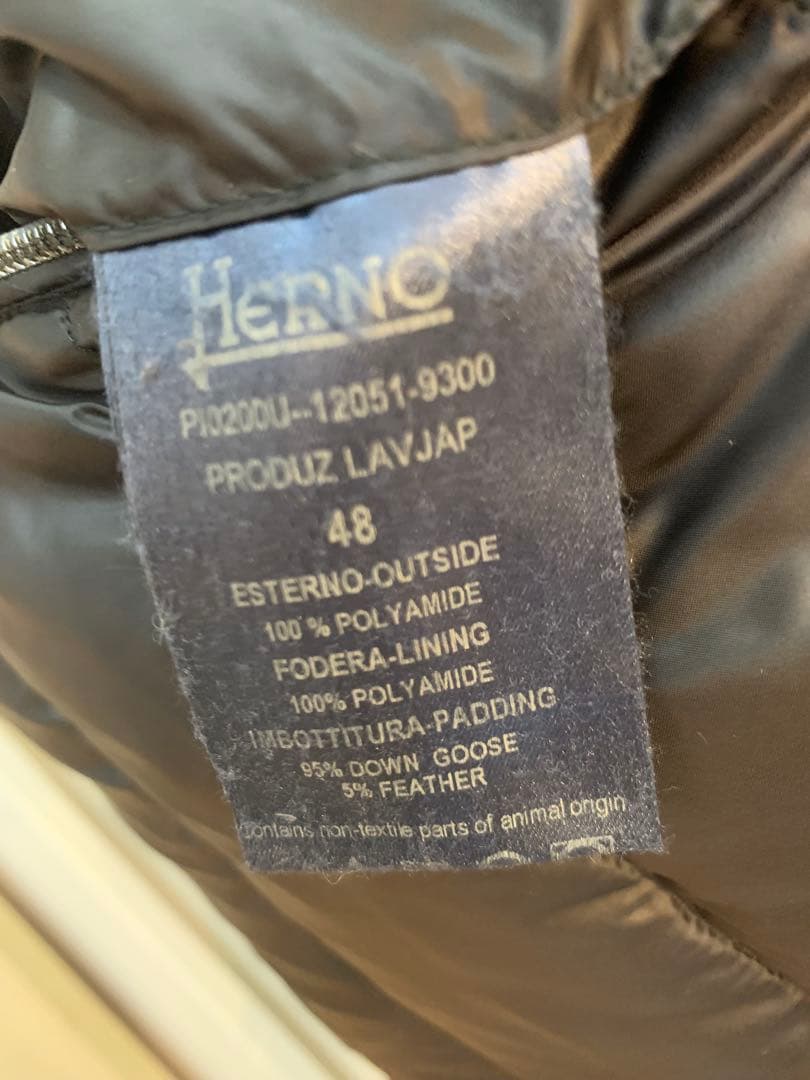 HERNO
PI0200U--12051-9300
PRODUZ LAVJAP
48
ESTERNO-OUTSIDE
100 % POLYAMIDE
FODERA-LINING
100% POLYAMIDE
IMBOTTITURA-PADDING
95% DOWN GOOSE
5% FEATHER
Contains non-textile parts of animal origin